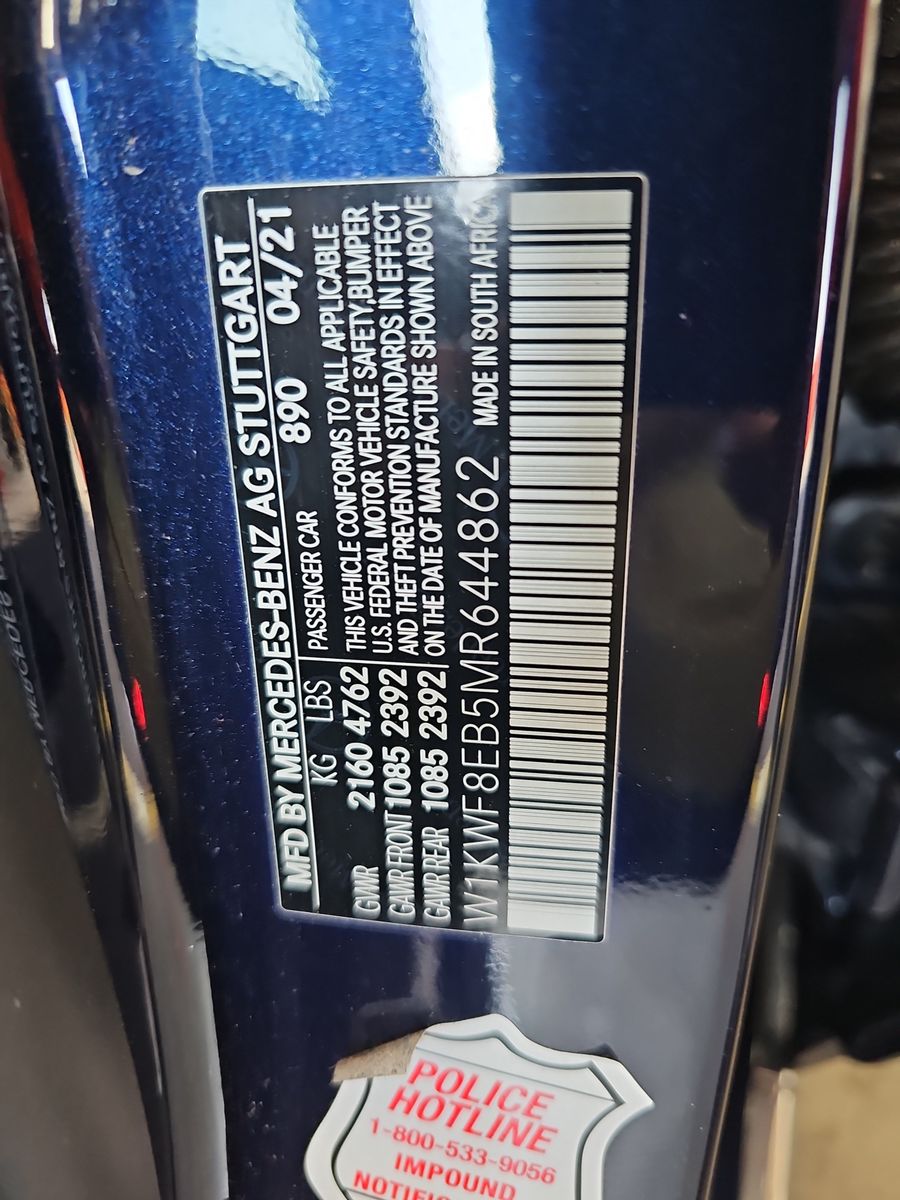 MFD BY MERCEDES-BENZ AG STUTTGART
890 04/21
KG LBS PASSENGER CAR
GWR 2160 4762
GAWR FRONT 1085 2392
GAWR REAR 1085 2392
THIS VEHICLE CONFORMS TO ALL APPLICABLE
U.S. FEDERAL MOTOR VEHICLE SAFETY,BUMPER
AND THEFT PREVENTION STANDARDS IN EFFECT
ON THE DATE OF MANUFACTURE SHOWN ABOVE
W1KWF8EB5MR644862 MADE IN SOUTH AFRICA
POLICE
HOTLINE
1-800-533-9056
IMPOUND